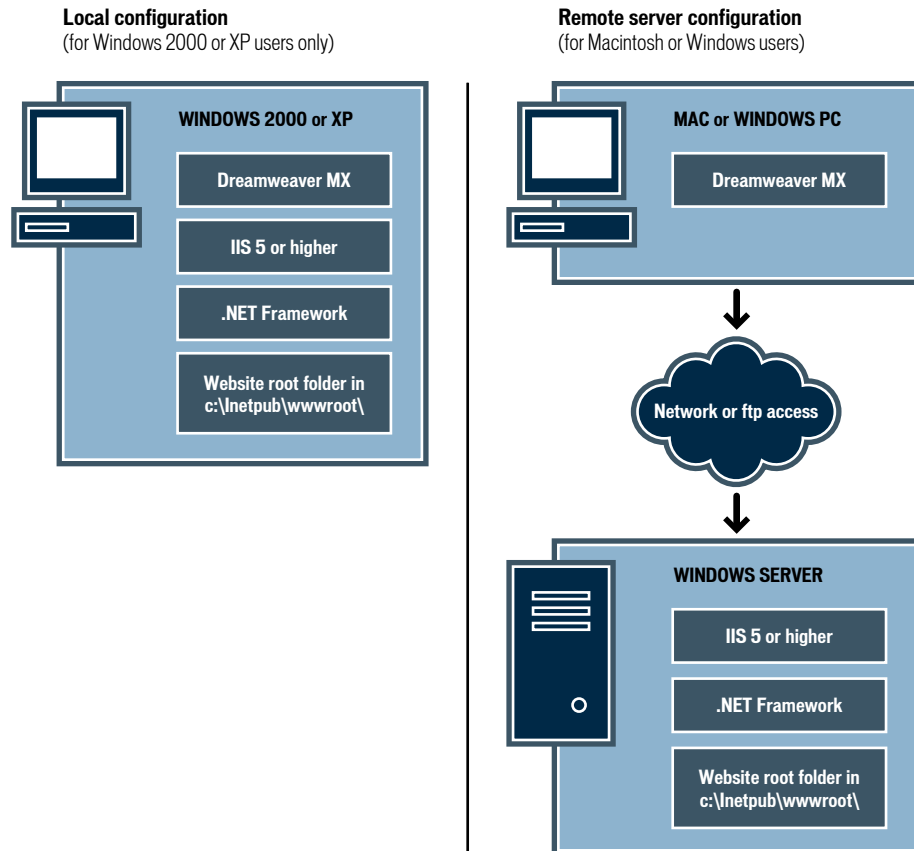 Local configuration
(for Windows 2000 or XP users only)
WINDOWS 2000 or XP
Dreamweaver MX
IIS 5 or higher
.NET Framework
Website root folder in
c:\Inetpub\wwwroot\
Remote server configuration
(for Macintosh or Windows users)
MAC or WINDOWS PC
Dreamweaver MX
Network or ftp access
WINDOWS SERVER
IIS 5 or higher
.NET Framework
Website root folder in
c:\Inetpub\wwwroot\